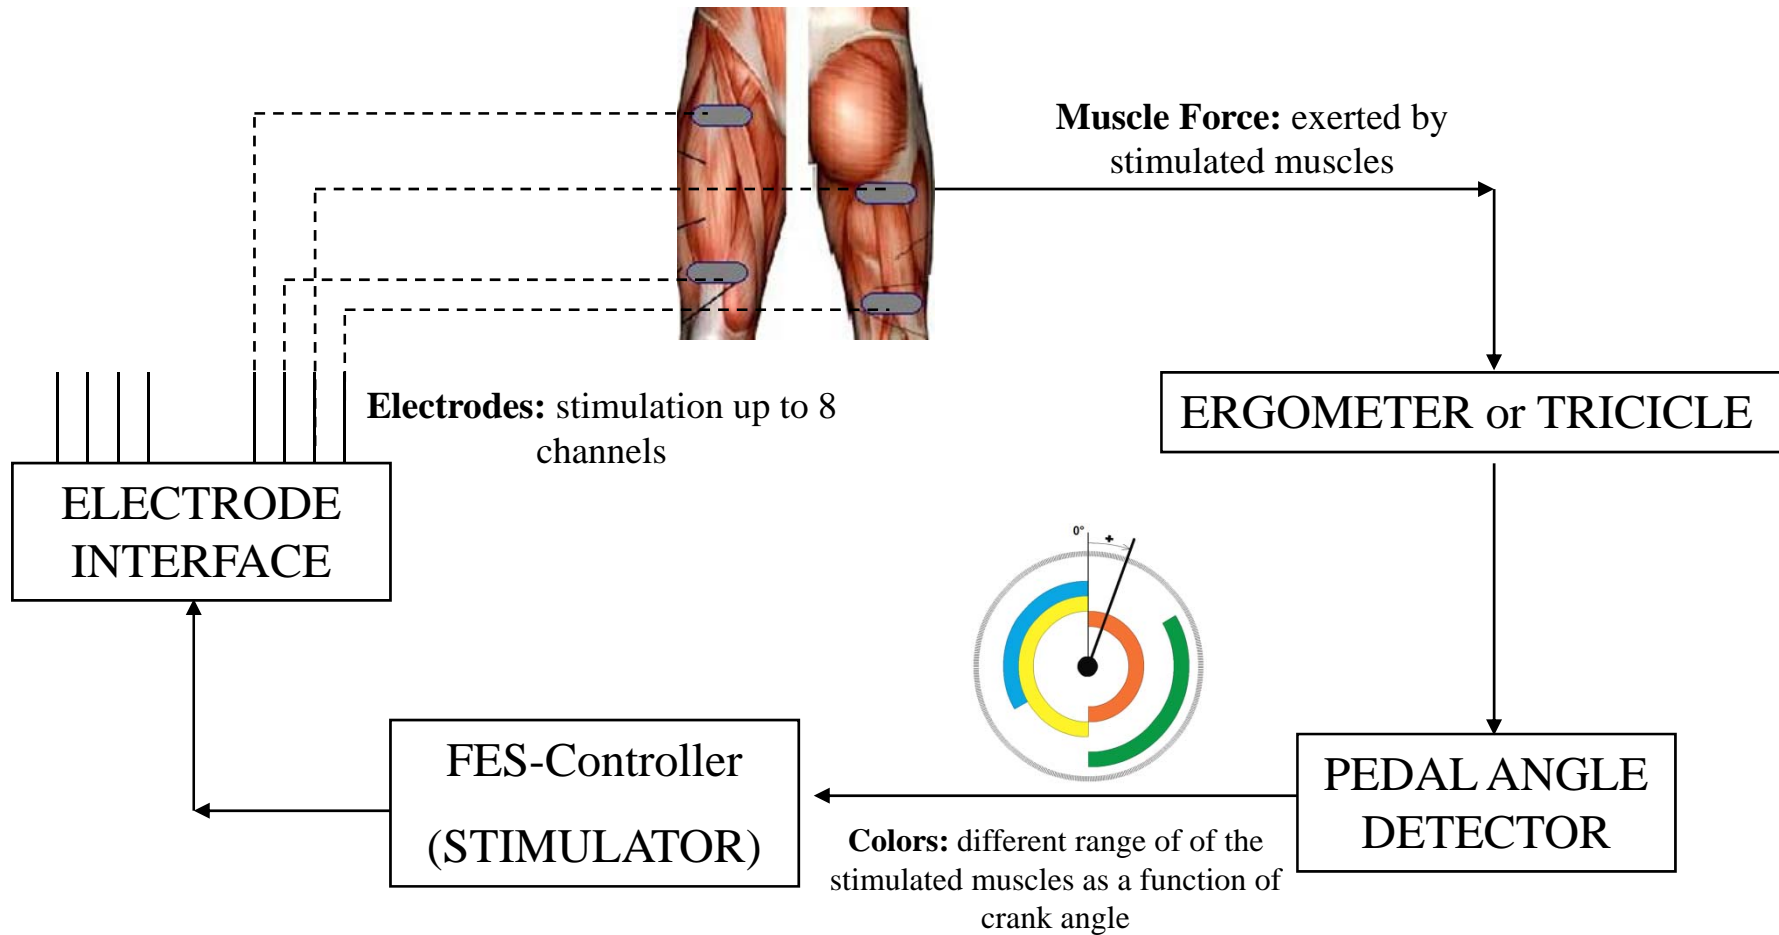 Muscle Force: exerted by
stimulated muscles
Electrodes: stimulation up to 8
channels
ERGOMETER or TRICICLE
ELECTRODE
INTERFACE
0°
+
FES-Controller
(STIMULATOR)
PEDAL ANGLE
DETECTOR
Colors: different range of of the
stimulated muscles as a function of
crank angle